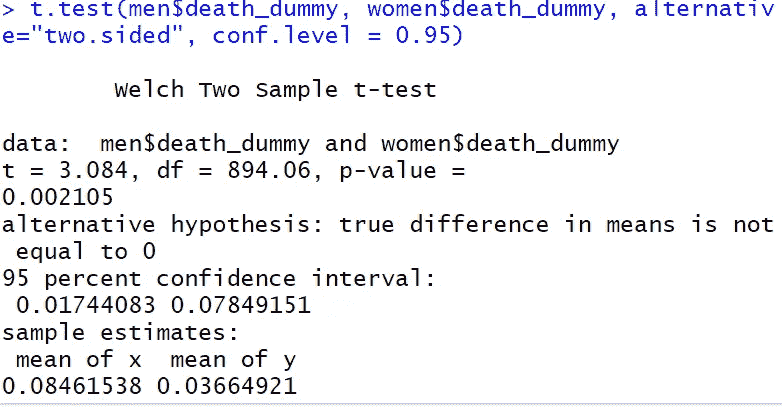 > t.test(men$death_dummy, women$death_dummy, alternativ
e="two.sided", conf.level = 0.95)
Welch Two Sample t-test
data: men$death_dummy and women$death_dummy
t = 3.084, df = 894.06, p-value =
0.002105
alternative hypothesis: true difference in means is not
equal to 0
95 percent confidence interval:
0.01744083 0.07849151
sample estimates:
mean of x mean of y
0.08461538 0.03664921